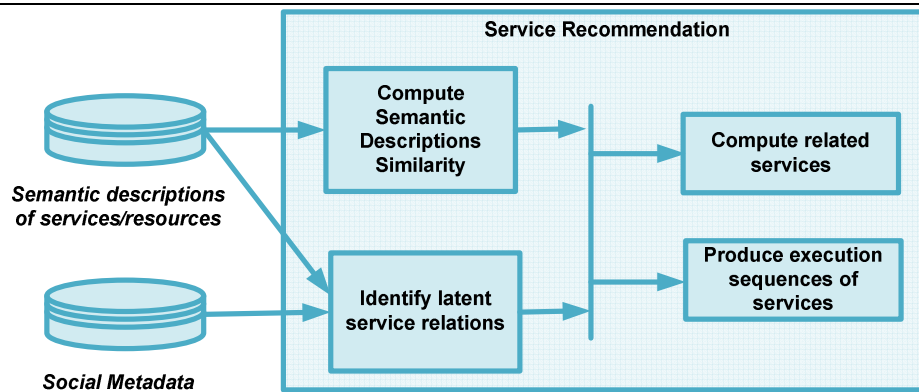 Service Recommendation
Compute
Semantic
Descriptions
Similarity
Compute related
services
Semantic descriptions
of services/resources
Identify latent
service relations
Produce execution
sequences of
services
Social Metadata